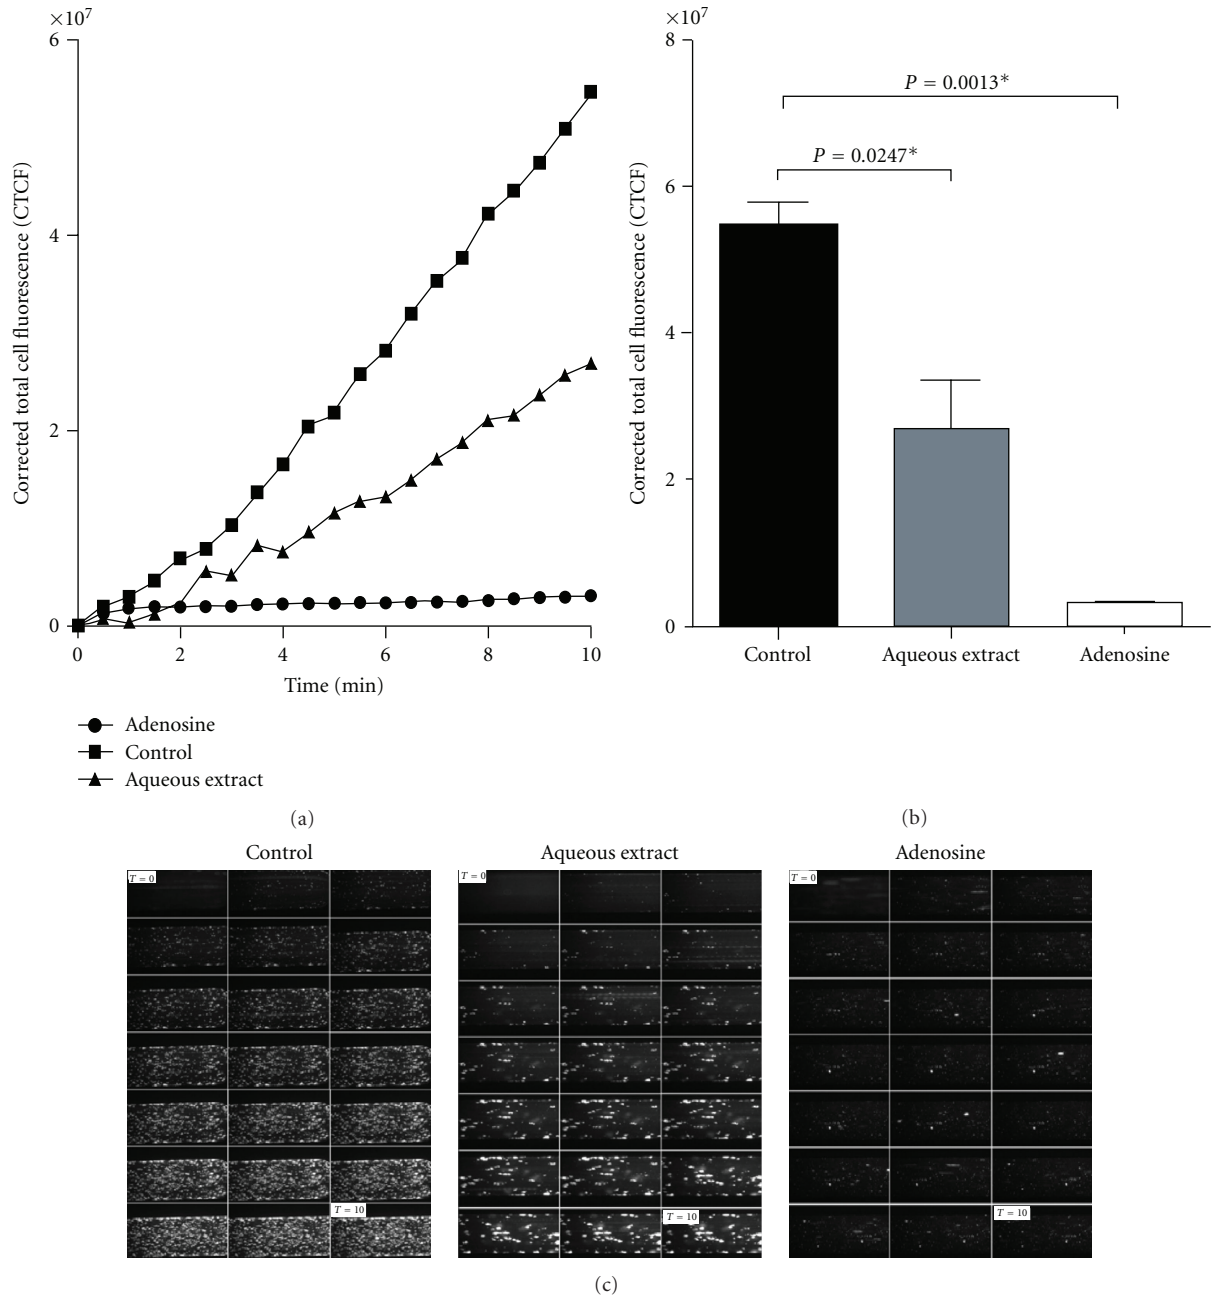 ×10⁷
Corrected total cell fluorescence (CTCF)
6
4
2
0
0 2 4 6 8 10
Time (min)
Adenosine
Control
Aqueous extract
(a)
×10⁷
Corrected total cell fluorescence (CTCF)
8
6
4
2
0
P = 0.0013*
P = 0.0247*
Control Aqueous extract Adenosine
(b)
Control Aqueous extract Adenosine
T = 0 T = 0 T = 0
T = 10 T = 10 T = 10
(c)